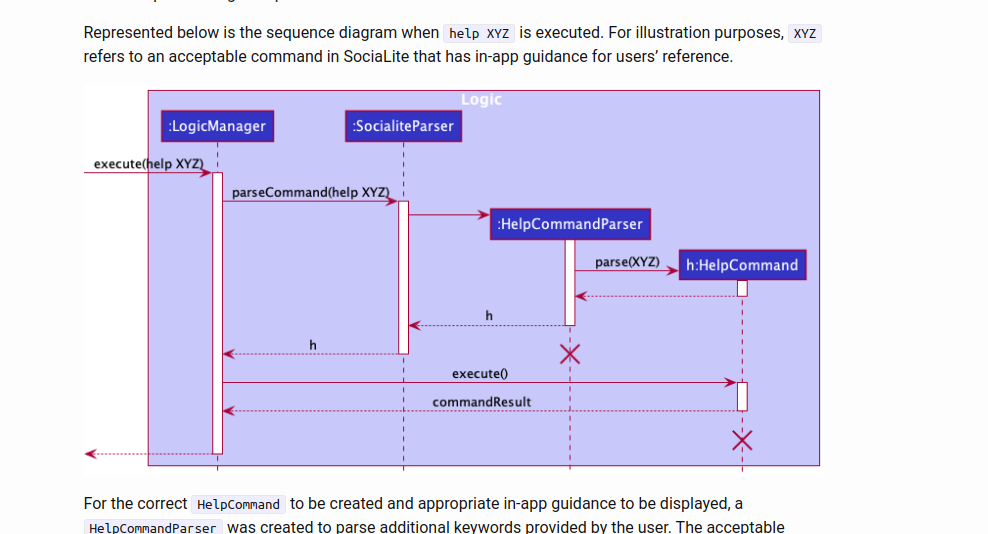 Represented below is the sequence diagram when help XYZ is executed. For illustration purposes, XYZ
refers to an acceptable command in SociaLite that has in-app guidance for users’ reference.
Logic
:LogicManager
:SocialiteParser
execute(help XYZ)
parseCommand(help XYZ)
:HelpCommandParser
parse(XYZ)
h:HelpCommand
h
h
execute()
commandResult
For the correct HelpCommand to be created and appropriate in-app guidance to be displayed, a
HelpCommandParser was created to parse additional keywords provided by the user. The acceptable